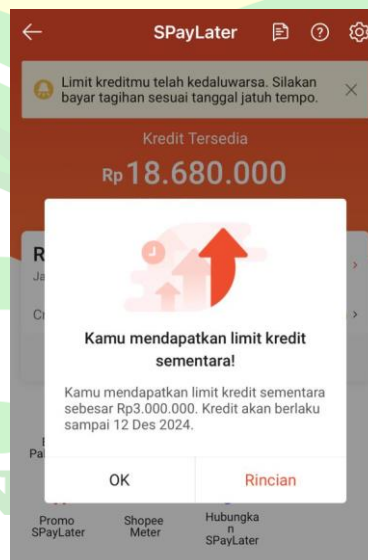 SPayLater
Limit kreditmu telah kedaluwarsa. Silakan
bayar tagihan sesuai tanggal jatuh tempo.
Kredit Tersedia
Rp18.680.000
Kamu mendapatkan limit kredit
sementara!
Kamu mendapatkan limit kredit sementara
sebesar Rp3.000.000. Kredit akan berlaku
sampai 12 Des 2024.
OK
Rincian
Promo
SPayLater
Shopee
Meter
Hubungka
n
SPayLater